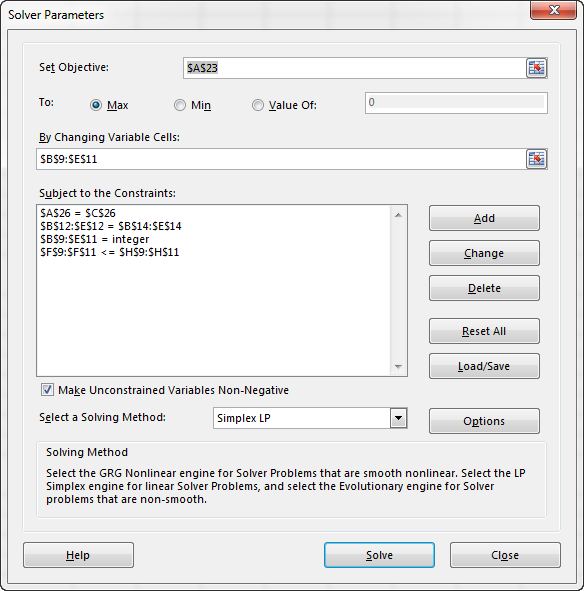 Solver Parameters
Set Objective: $A$23
To: Max Min Value Of: 0
By Changing Variable Cells:
$B$9:$E$11
Subject to the Constraints:
$A$26 = $C$26
$B$12:$E$12 = $B$14:$E$14
$B$9:$E$11 = integer
$F$9:$F$11 <= $H$9:$H$11
Add
Change
Delete
Reset All
Load/Save
Make Unconstrained Variables Non-Negative
Select a Solving Method: Simplex LP Options
Solving Method
Select the GRG Nonlinear engine for Solver Problems that are smooth nonlinear. Select the LP
Simplex engine for linear Solver Problems, and select the Evolutionary engine for Solver
problems that are non-smooth.
Help Solve Close